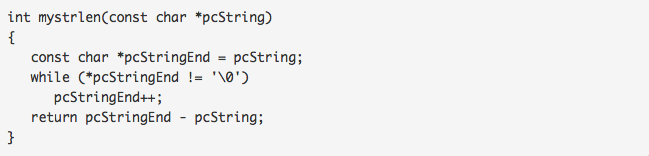 int mystrlen(const char *pcString)
{
   const char *pcStringEnd = pcString;
   while (*pcStringEnd != '\0')
      pcStringEnd++;
   return pcStringEnd - pcString;
}